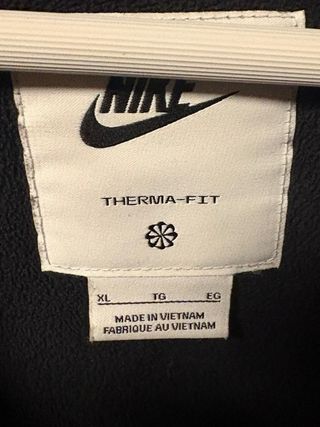 NIKE
THERMA-FIT
XL TG EG
MADE IN VIETNAM
FABRIQUE AU VIETNAM